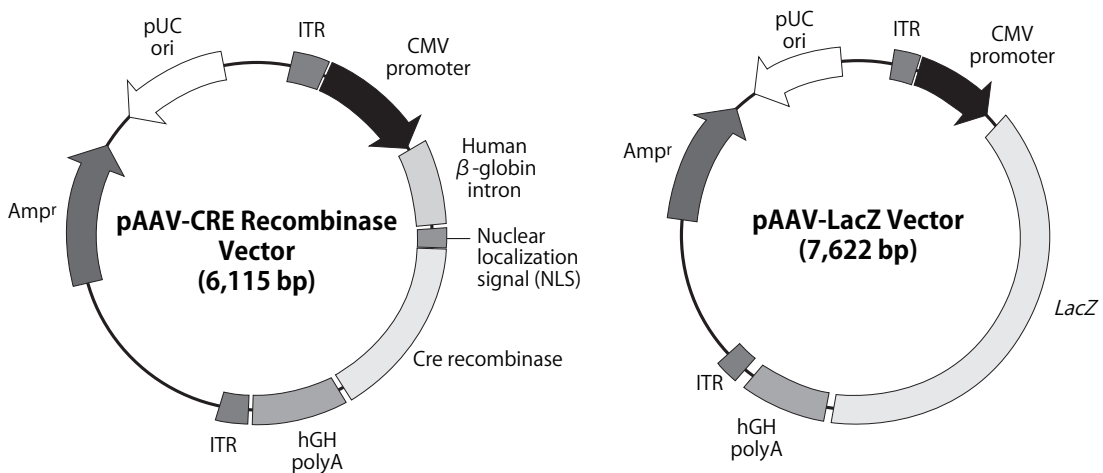 pUC
ori
ITR
CMV
promoter
Human
β-globin
intron
Nuclear
localization
signal (NLS)
Cre recombinase
hGH
polyA
ITR
Ampr
pAAV-CRE Recombinase
Vector
(6,115 bp)
pUC
ori
ITR
CMV
promoter
LacZ
hGH
polyA
ITR
Ampr
pAAV-LacZ Vector
(7,622 bp)